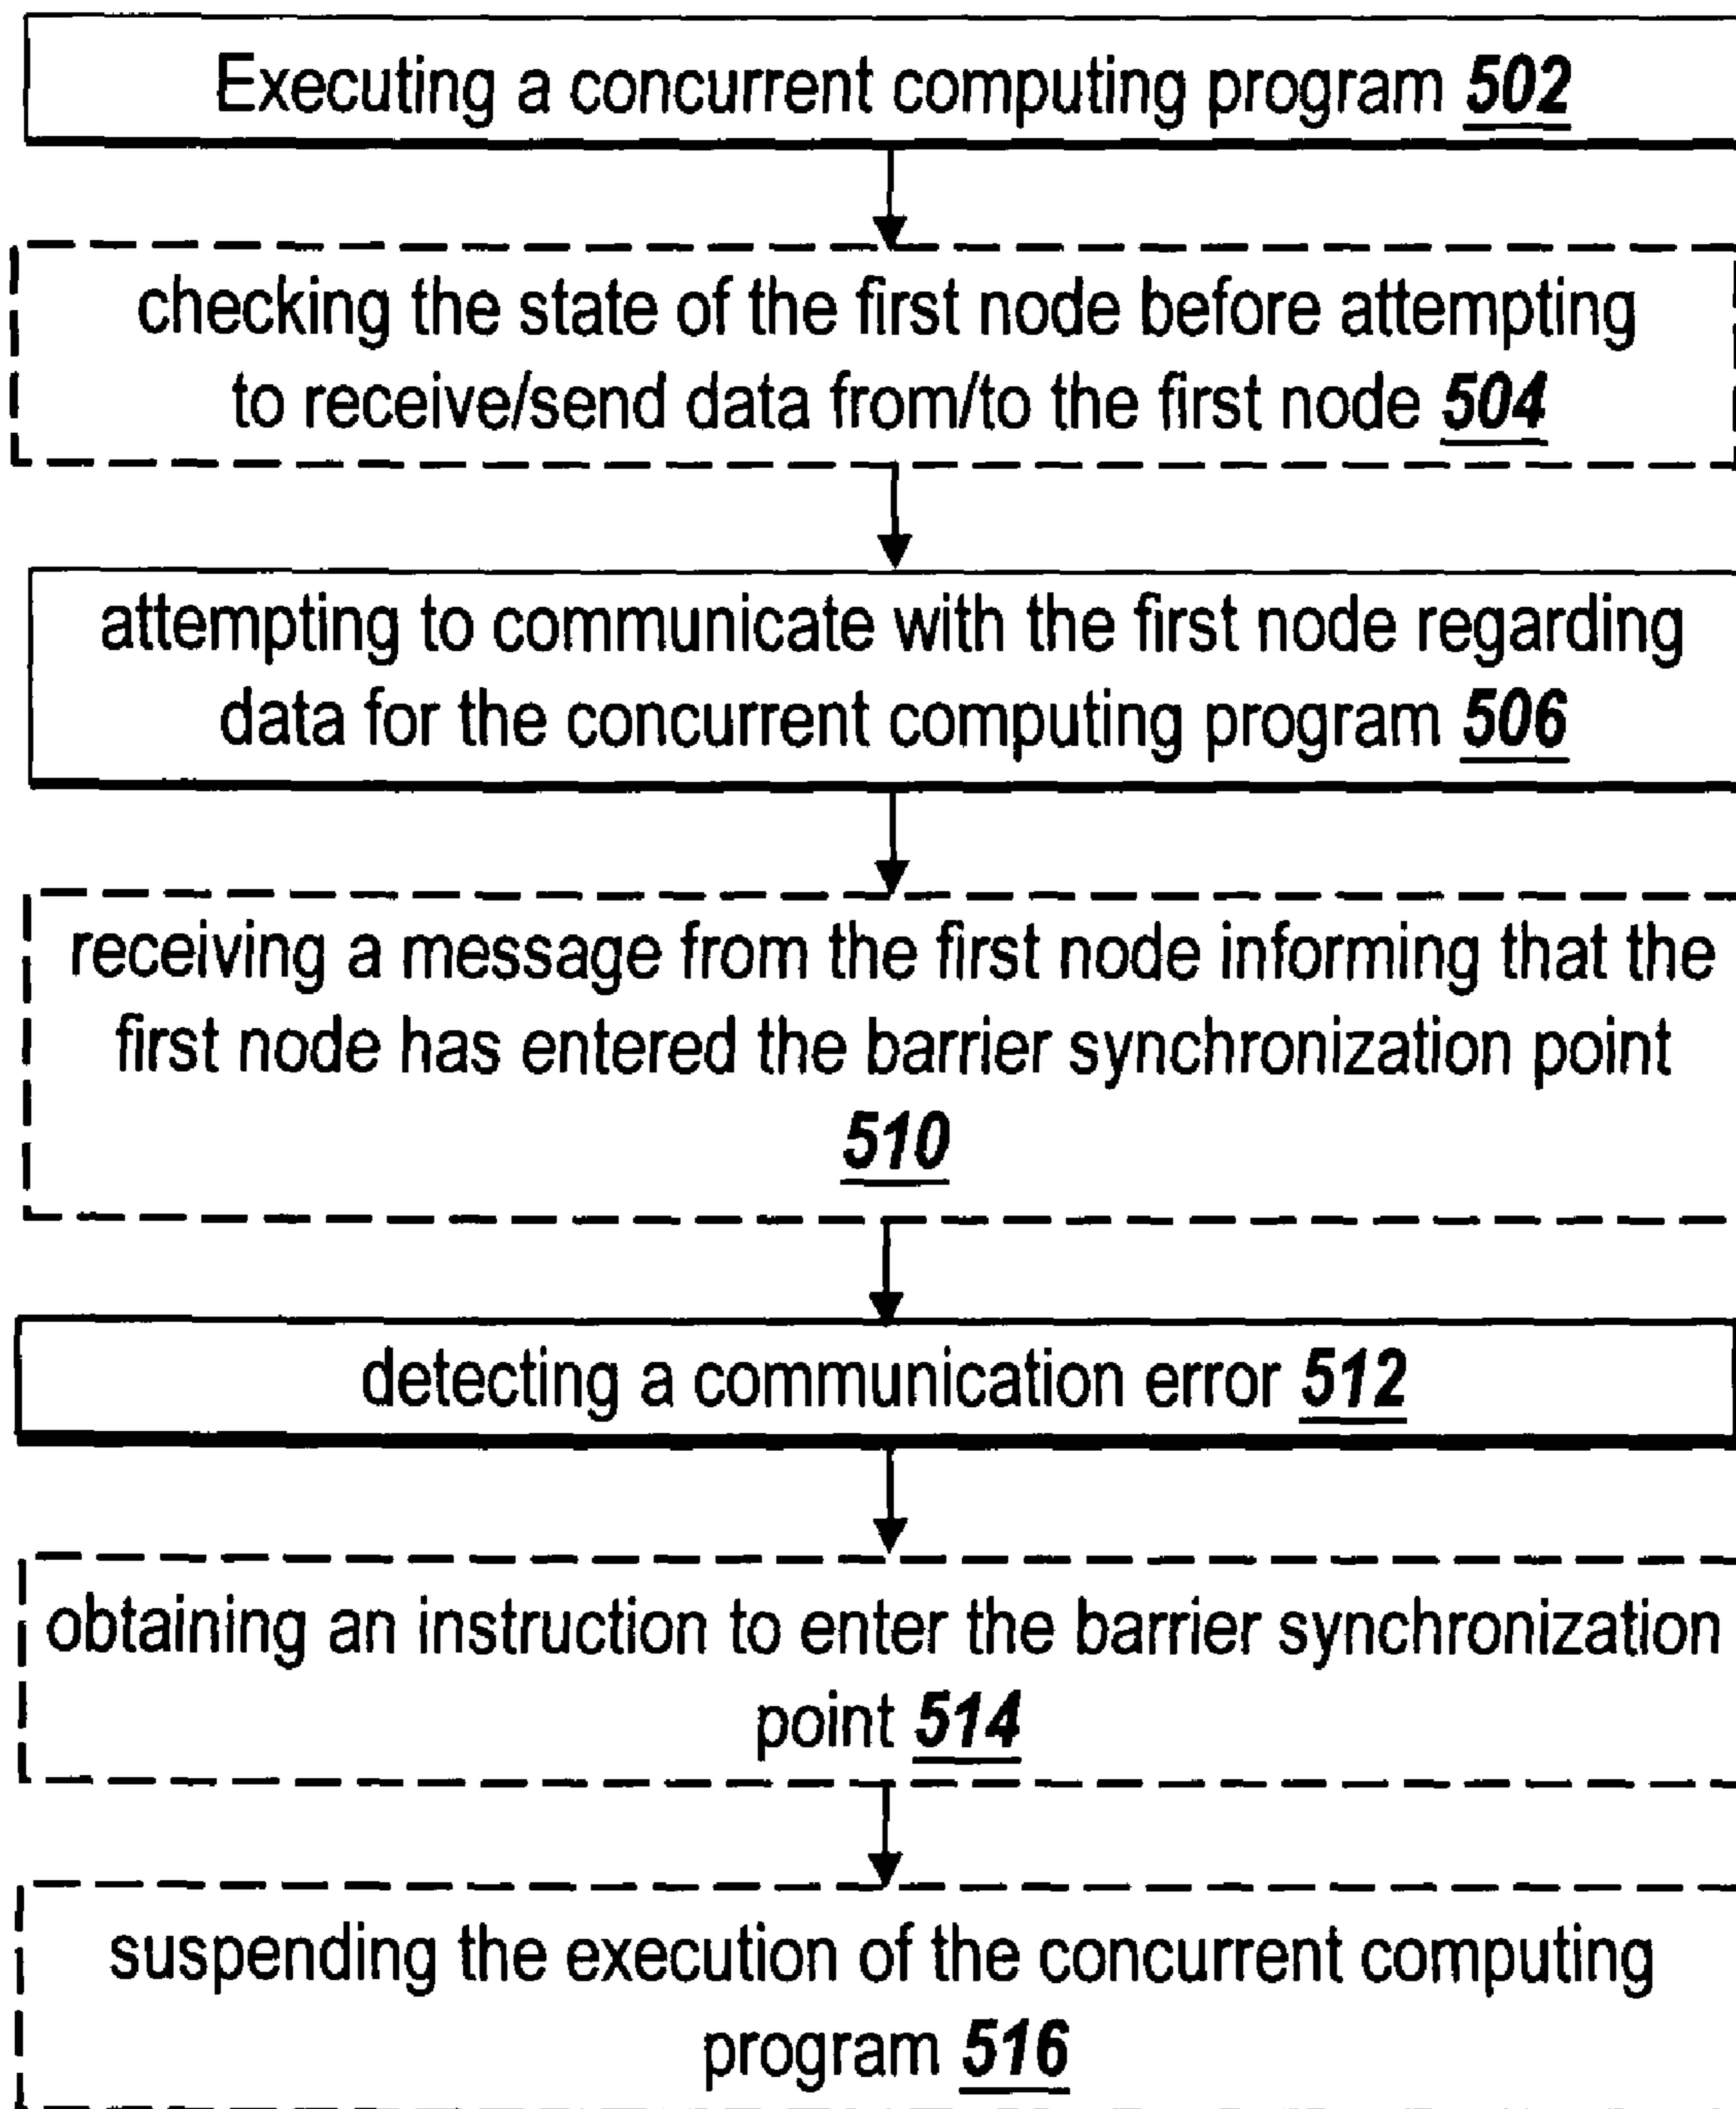 Executing a concurrent computing program 502
checking the state of the first node before attempting
to receive/send data from/to the first node 504
attempting to communicate with the first node regarding
data for the concurrent computing program 506
receiving a message from the first node informing that the
first node has entered the barrier synchronization point
510
detecting a communication error 512
obtaining an instruction to enter the barrier synchronization
point 514
suspending the execution of the concurrent computing
program 516